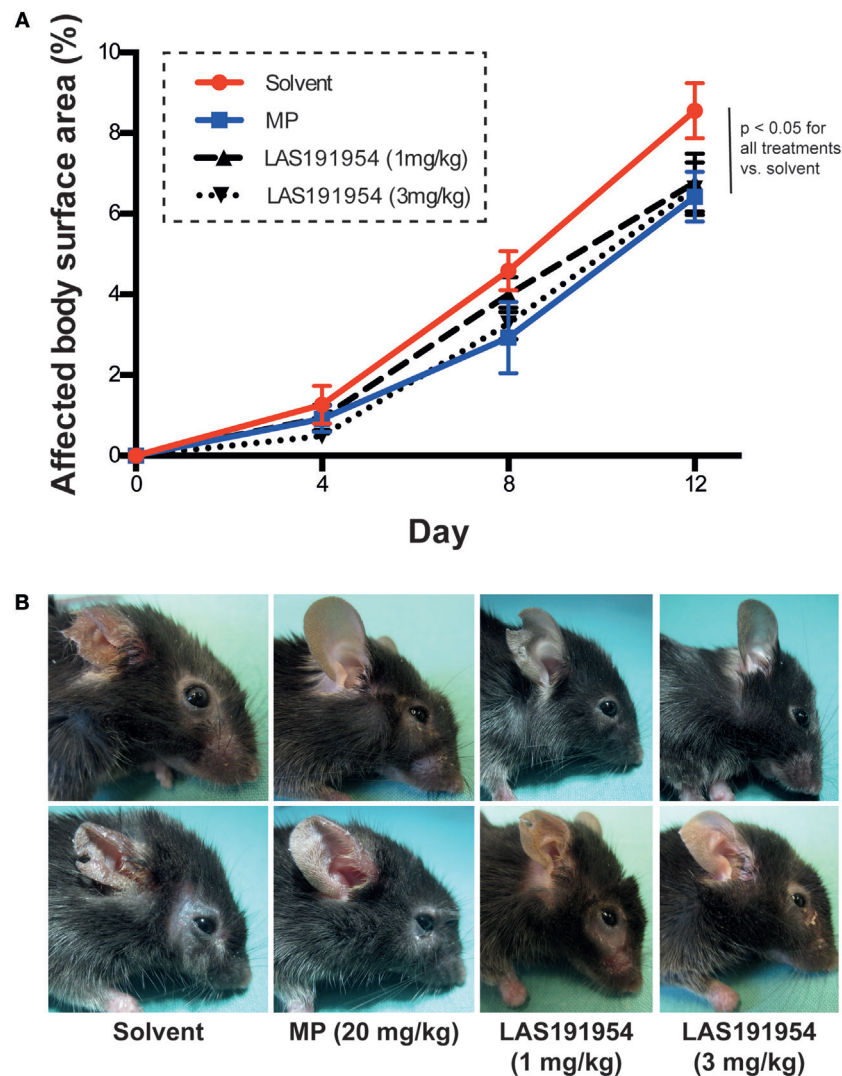 A
Affected body surface area (%)
10
8
6
4
2
0
Solvent
MP
LAS191954 (1mg/kg)
LAS191954 (3mg/kg)
p < 0.05 for
all treatments
vs. solvent
0
4
8
12
Day
B
Solvent
MP (20 mg/kg)
LAS191954
(1 mg/kg)
LAS191954
(3 mg/kg)